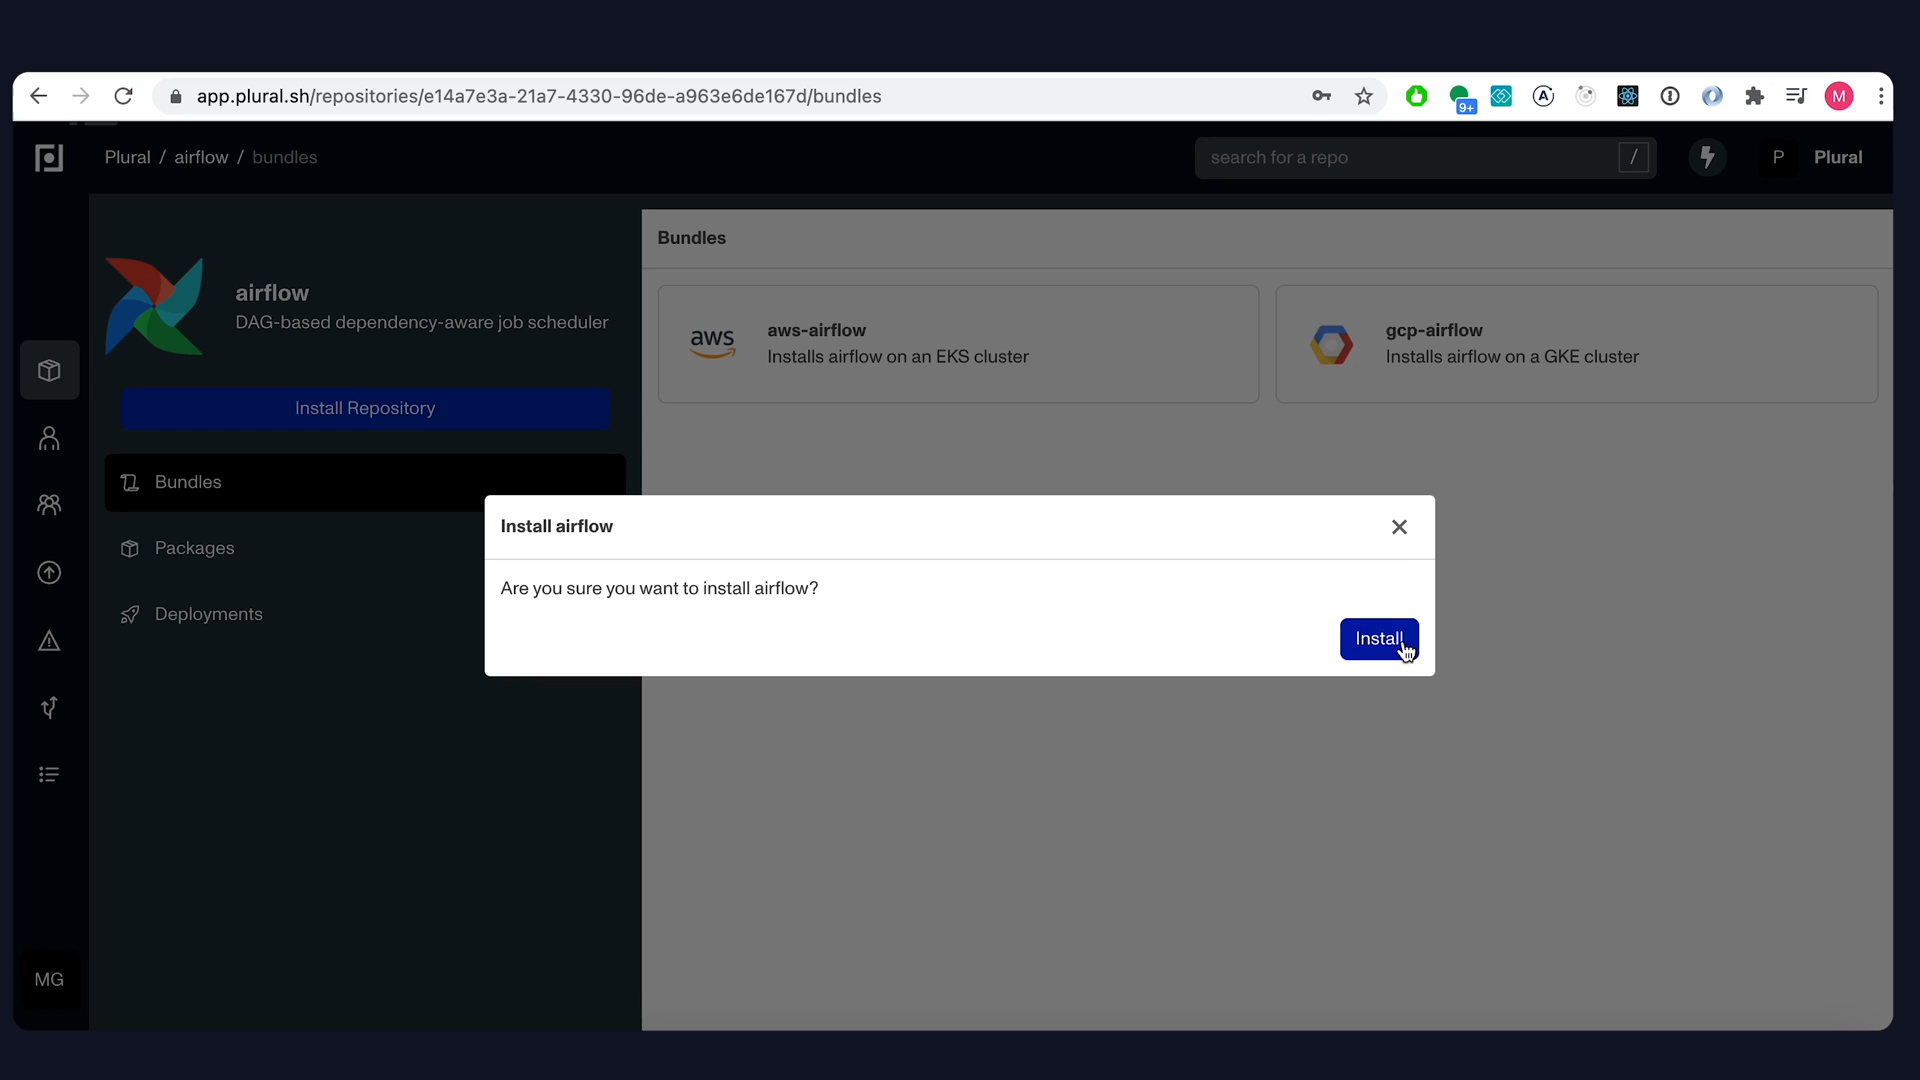 app.plural.sh/repositories/e14a7e3a-21a7-4330-96de-a963e6de167d/bundles
9+
A
M
Plural / airflow / bundles
search for a repo
/
P
Plural
airflow
DAG-based dependency-aware job scheduler
Install Repository
Bundles
Packages
Deployments
Bundles
aws
aws-airflow
Installs airflow on an EKS cluster
gcp-airflow
Installs airflow on a GKE cluster
Install airflow
Are you sure you want to install airflow?
Install
MG